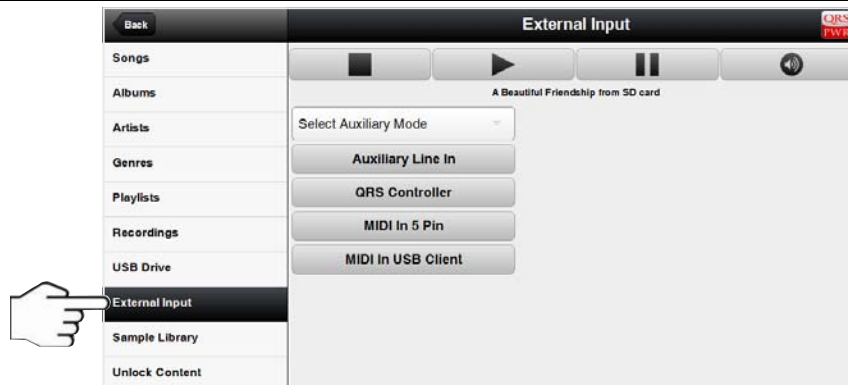 Back
External Input
QRS
PWR
Songs
Albums
Artists
Genres
Playlists
Recordings
USB Drive
External Input
Sample Library
Unlock Content
A Beautiful Friendship from SD card
Select Auxiliary Mode
Auxiliary Line In
QRS Controller
MIDI In 5 Pin
MIDI In USB Client